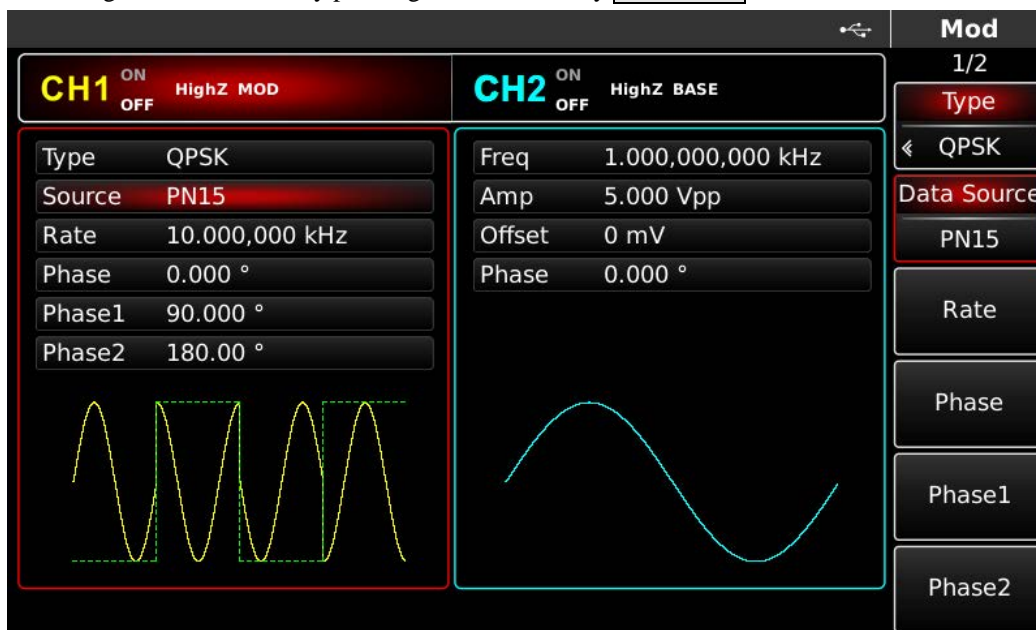 Mod
1/2
CH1 ON OFF HighZ MOD
CH2 ON OFF HighZ BASE
Type QPSK
Source PN15
Rate 10.000,000 kHz
Phase 0.000 °
Phase1 90.000 °
Phase2 180.00 °
Freq 1.000,000,000 kHz
Amp 5.000 Vpp
Offset 0 mV
Phase 0.000 °
Type
« QPSK
Data Source
PN15
Rate
Phase
Phase1
Phase2